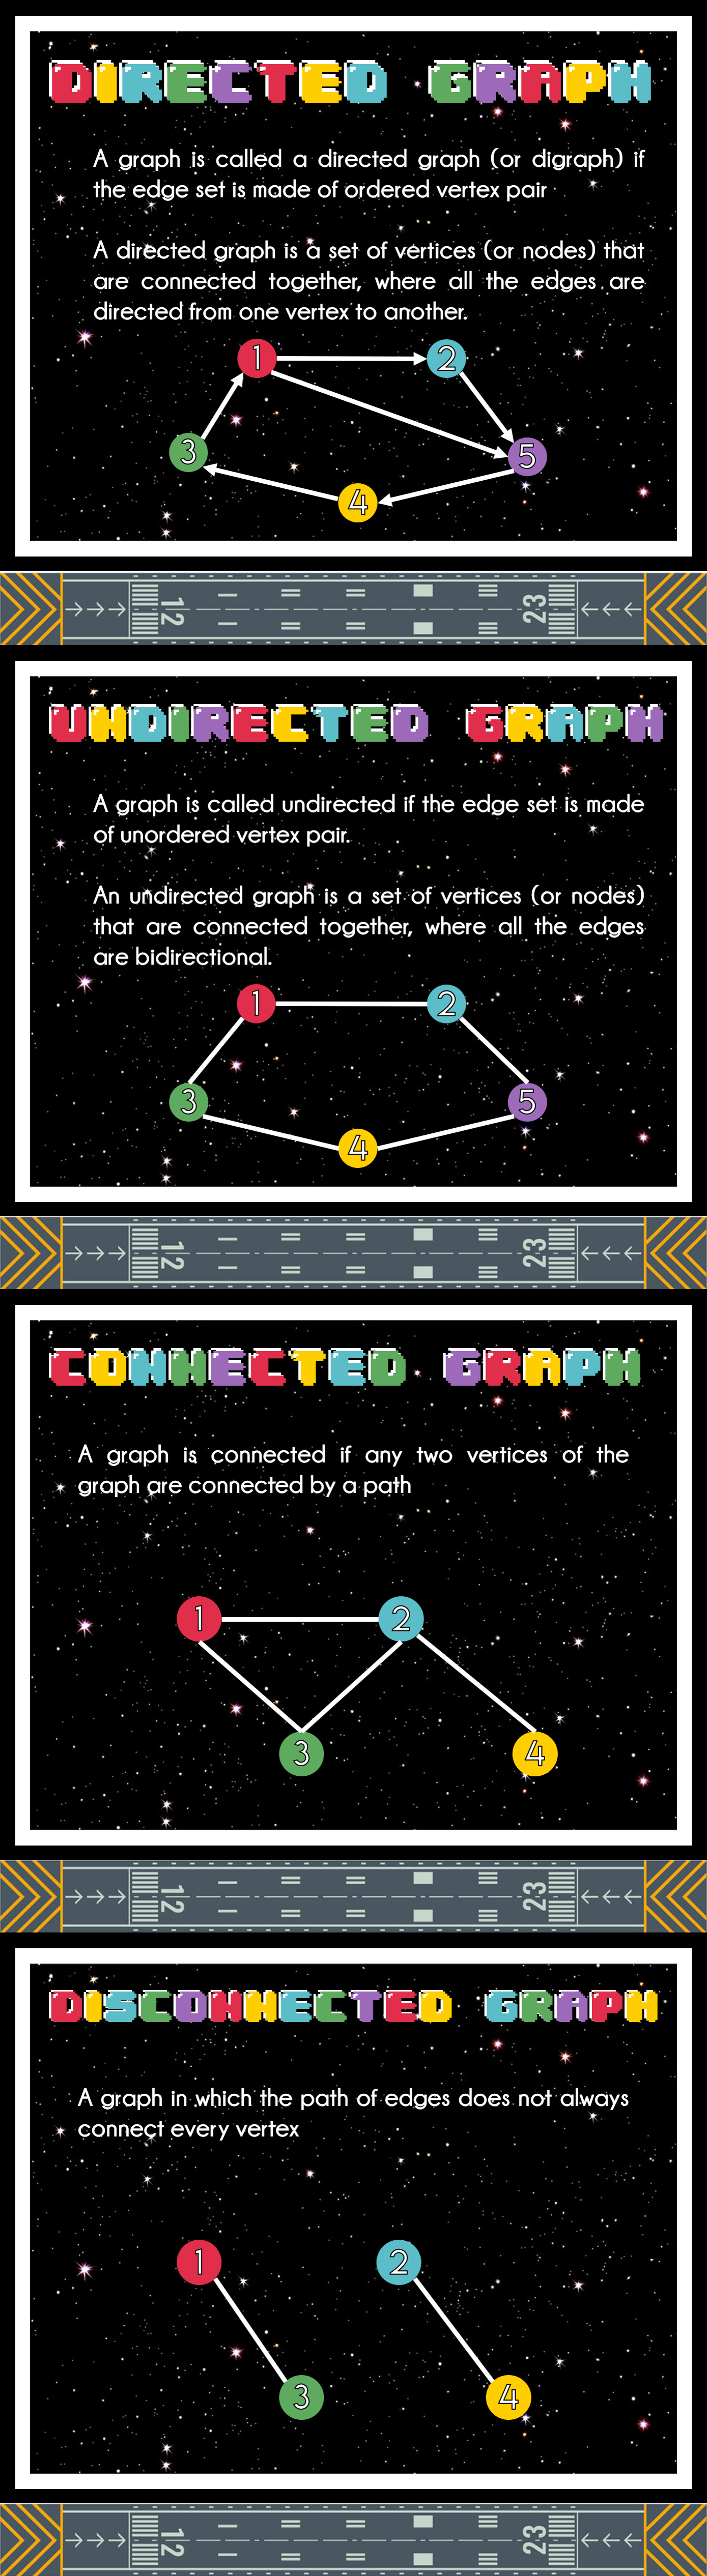 DIRECTED GRAPH
A graph is called a directed graph (or digraph) if
the edge set is made of ordered vertex pair
A directed graph is a set of vertices (or nodes) that
are connected together, where all the edges are
directed from one vertex to another.
1 2
3 5
4
12 23
UNDIRECTED GRAPH
A graph is called undirected if the edge set is made
of unordered vertex pair.
An undirected graph is a set of vertices (or nodes)
that are connected together, where all the edges
are bidirectional.
1 2
3 5
4
12 23
CONNECTED GRAPH
A graph is connected if any two vertices of the
graph are connected by a path
1 2
3 4
12 23
DISCONNECTED GRAPH
A graph in which the path of edges does not always
connect every vertex
1 2
3 4
12 23